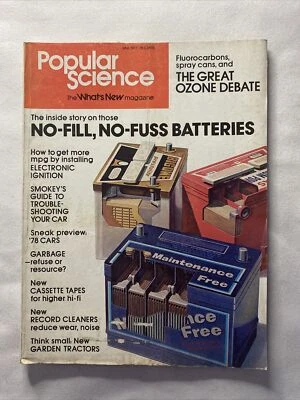 Popular
Science
The What's New magazine
Fluorocarbons,
spray cans, and
THE GREAT
OZONE DEBATE
The inside story on those
NO-FILL, NO-FUSS BATTERIES
How to get more
mpg by installing
ELECTRONIC
IGNITION
SMOKEY'S
GUIDE TO
TROUBLE-
SHOOTING
YOUR CAR
Sneak preview,
'78 CARS
GARBAGE
–refuse or
resource?
New
CASSETTE TAPES
for higher hi-fi
New
RECORD CLEANERS
reduce wear, noise
Think small: New
GARDEN TRACTORS
Maintenance
Free
Free